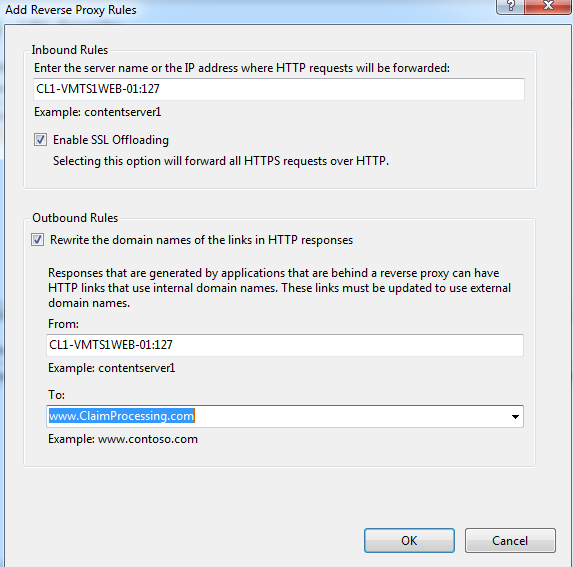 Add Reverse Proxy Rules
?
Inbound Rules
Enter the server name or the IP address where HTTP requests will be forwarded:
CL1-VMTS1WEB-01:127
Example: contentserver1
Enable SSL Offloading
Selecting this option will forward all HTTPS requests over HTTP.
Outbound Rules
Rewrite the domain names of the links in HTTP responses
Responses that are generated by applications that are behind a reverse proxy can have
HTTP links that use internal domain names. These links must be updated to use external
domain names.
From:
CL1-VMTS1WEB-01:127
Example: contentserver1
To:
www.ClaimProcessing.com
Example: www.contoso.com
OK
Cancel